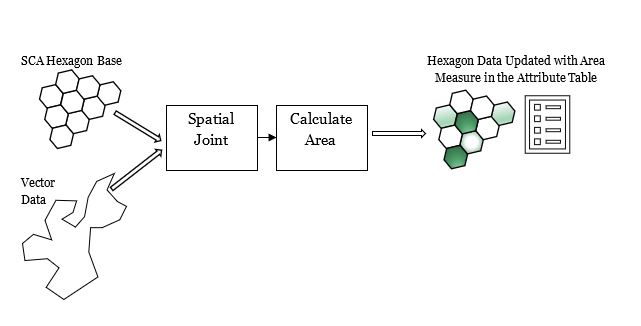 SCA Hexagon Base
Hexagon Data Updated with Area
Measure in the Attribute Table
Spatial
Joint
Calculate
Area
Vector
Data